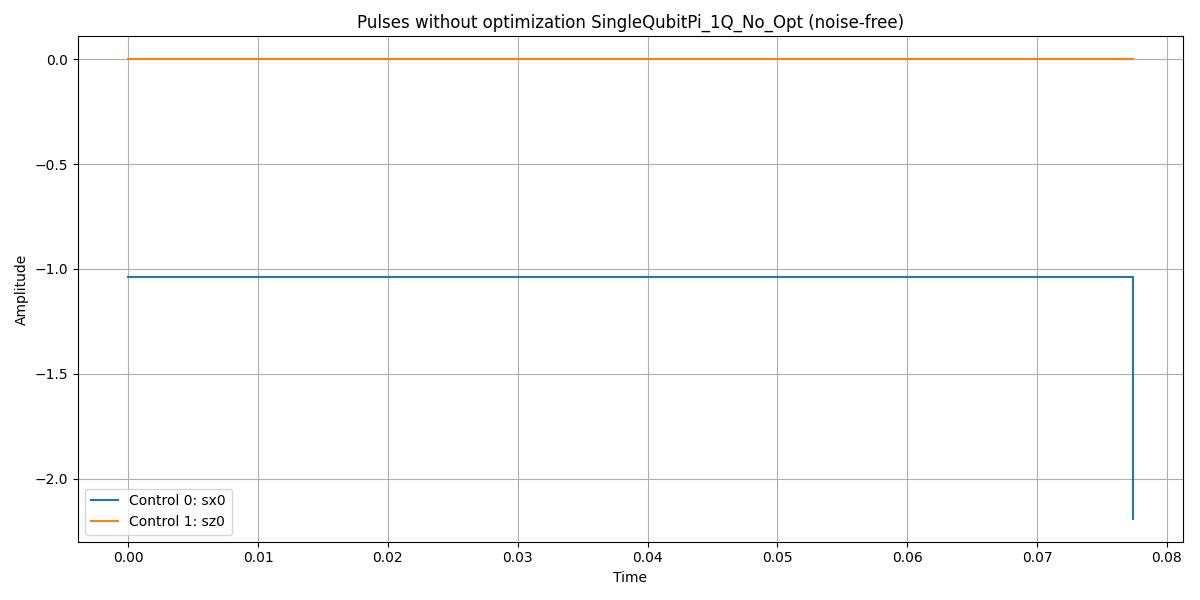 Pulses without optimization SingleQubitPi_1Q_No_Opt (noise-free)
0.0
−0.5
−1.0
−1.5
−2.0
Amplitude
Control 0: sx0
Control 1: sz0
0.00 0.01 0.02 0.03 0.04 0.05 0.06 0.07 0.08
Time